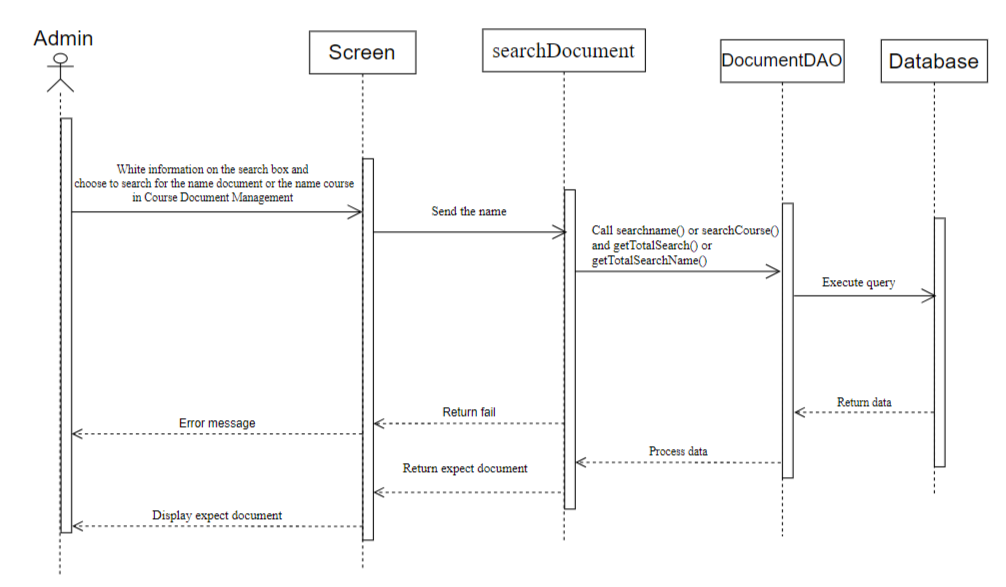 Admin
Screen
searchDocument
DocumentDAO
Database
White information on the search box and
choose to search for the name document or the name course
in Course Document Management
Send the name
Call searchname() or searchCourse()
and getTotalSearch() or
getTotalSearchName()
Execute query
Return data
Return fail
Error message
Process data
Return expect document
Display expect document